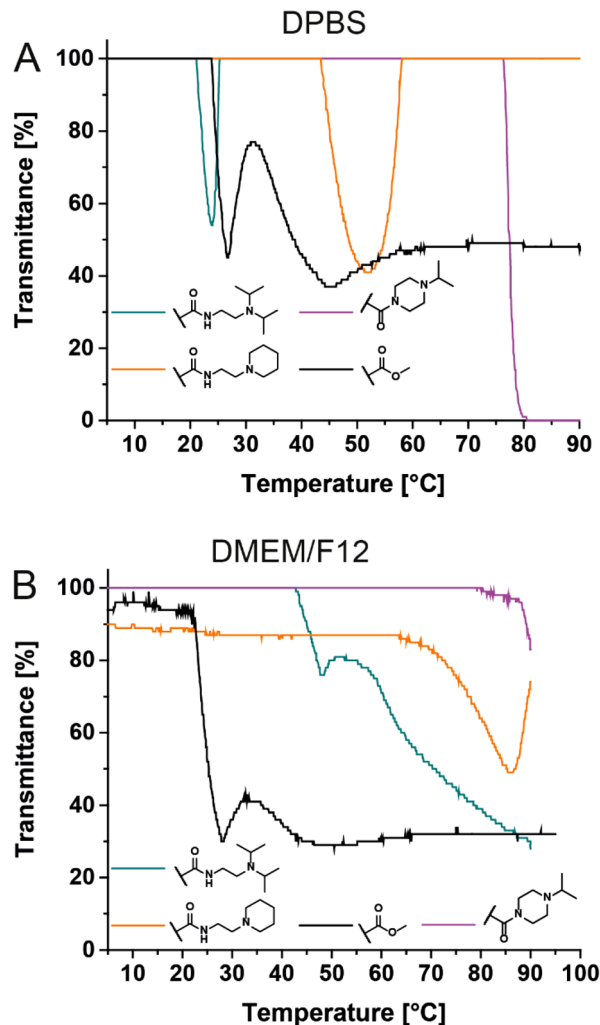 DPBS
A
Transmittance [%]
100
80
60
40
20
0
O
N
H
N
N
N
O
O
N
H
N
O
O
10 20 30 40 50 60 70 80 90
Temperature [°C]
DMEM/F12
B
Transmittance [%]
100
80
60
40
20
0
O
N
H
N
N
N
O
O
N
H
N
O
O
10 20 30 40 50 60 70 80 90 100
Temperature [°C]